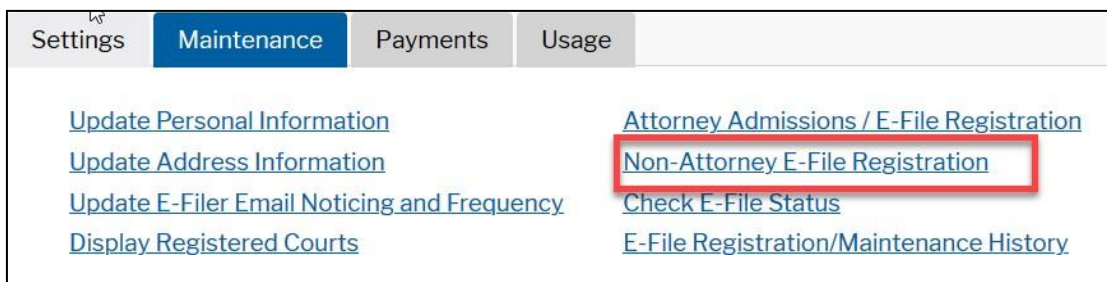 Settings Maintenance Payments Usage
Update Personal Information
Update Address Information
Update E-Filer Email Noticing and Frequency
Display Registered Courts
Attorney Admissions / E-File Registration
Non-Attorney E-File Registration
Check E-File Status
E-File Registration/Maintenance History